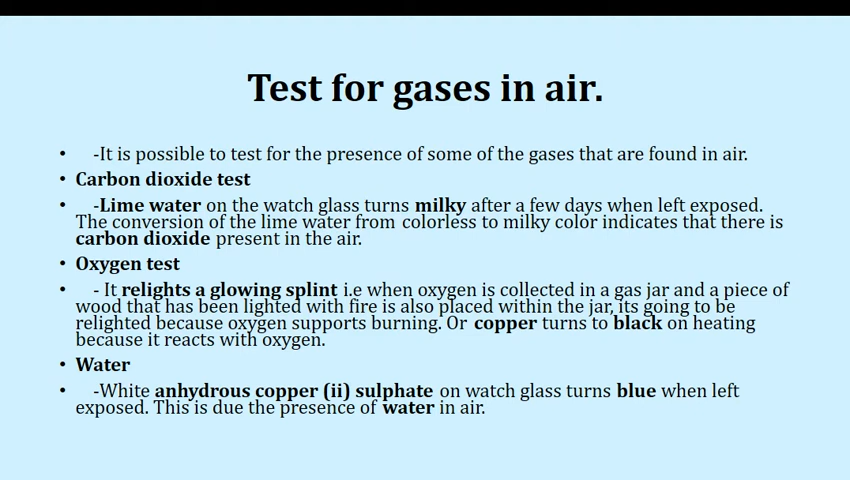 Test for gases in air.
• -It is possible to test for the presence of some of the gases that are found in air.
• Carbon dioxide test
• -Lime water on the watch glass turns milky after a few days when left exposed.
The conversion of the lime water from colorless to milky color indicates that there is
carbon dioxide present in the air.
• Oxygen test
• - It relights a glowing splint i.e when oxygen is collected in a gas jar and a piece of
wood that has been lighted with fire is also placed within the jar, its going to be
relighted because oxygen supports burning. Or copper turns to black on heating
because it reacts with oxygen.
• Water
• -White anhydrous copper (ii) sulphate on watch glass turns blue when left
exposed. This is due the presence of water in air.